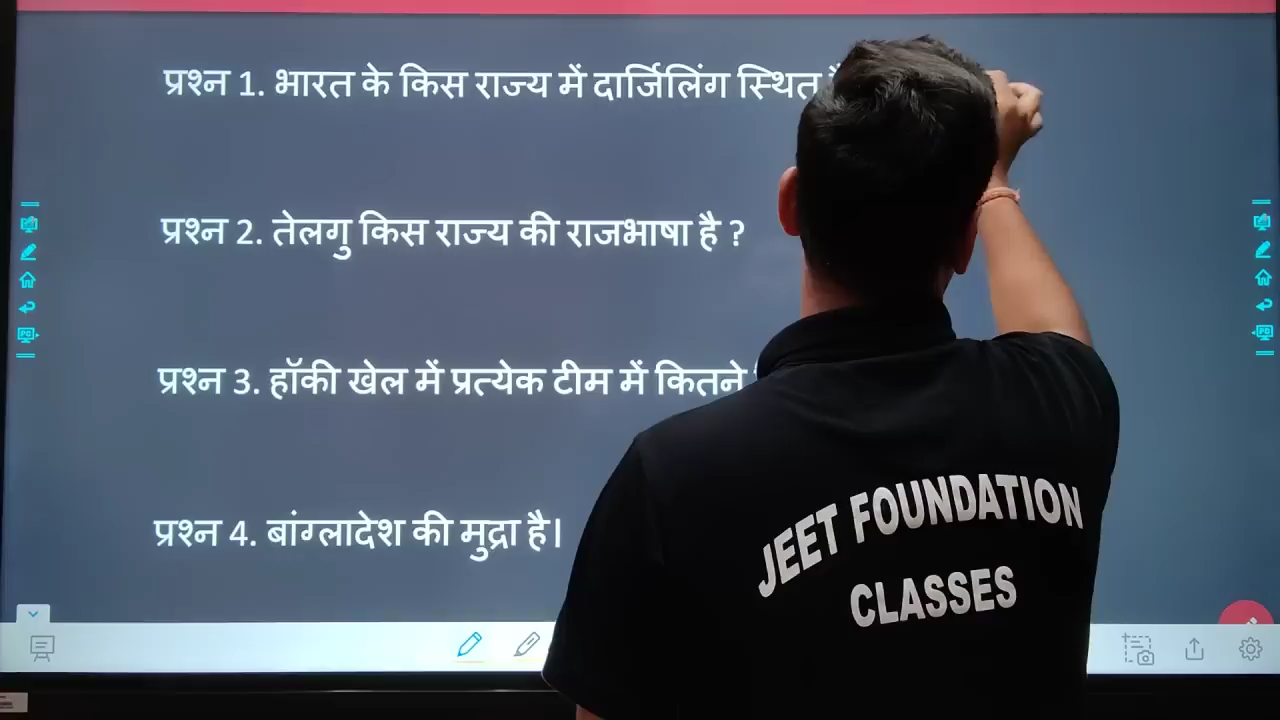 प्रश्न 1. भारत के किस राज्य में दार्जिलिंग स्थित
प्रश्न 2. तेलगु किस राज्य की राजभाषा है ?
प्रश्न 3. हॉकी खेल में प्रत्येक टीम में कितने
प्रश्न 4. बांग्लादेश की मुद्रा है।
JEET FOUNDATION
CLASSES